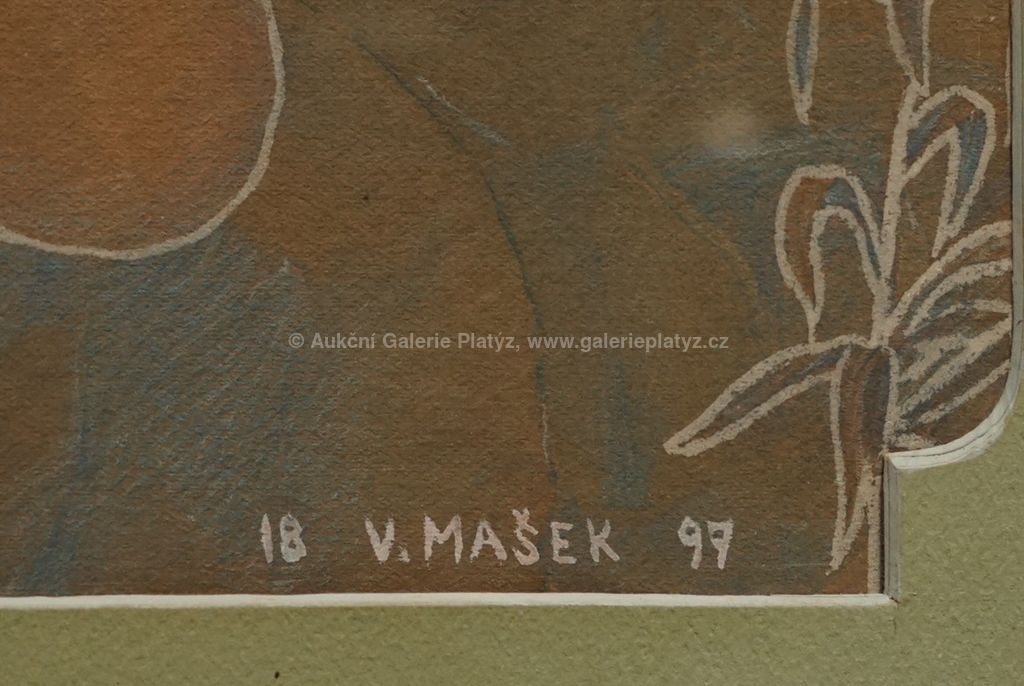 © Aukční Galerie Platýz, www.galerieplatyz.cz
18 V. MAŠEK 97